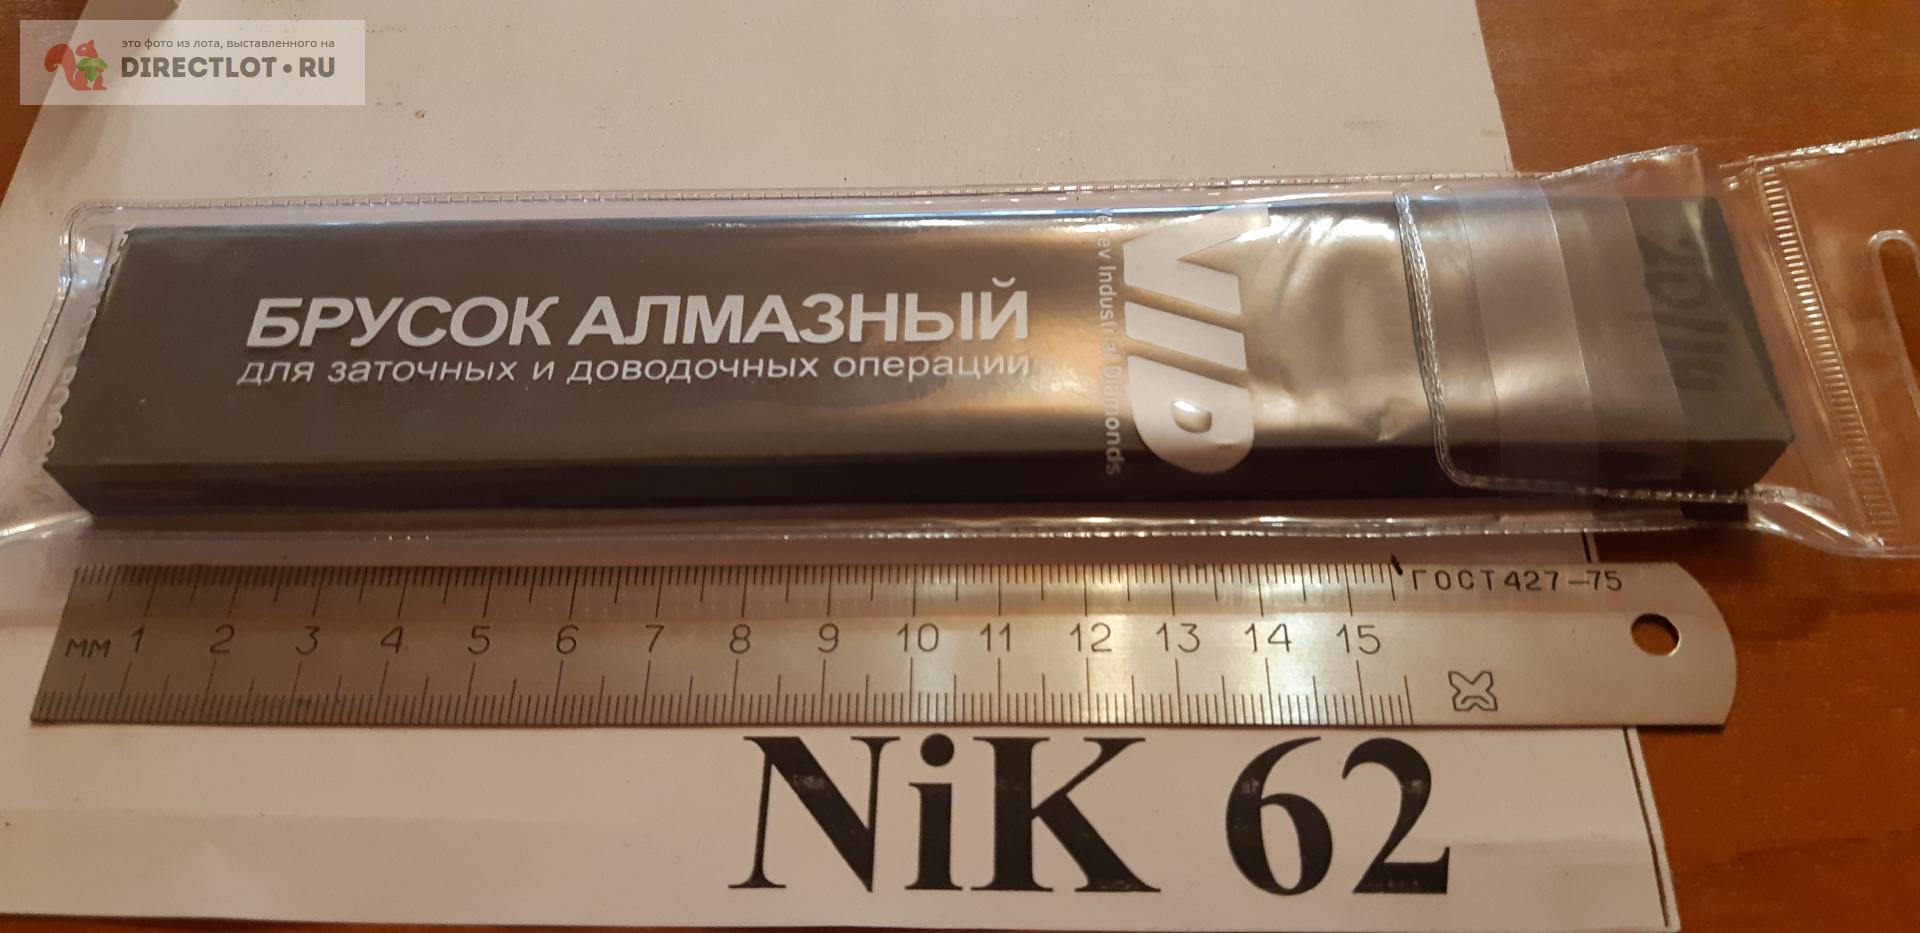 это фото из лота, выставленного на
DIRECTLOT.RU
БРУСОК АЛМАЗНЫЙ
для заточных и доводочных операций
VID
Industrial Diamonds
ГОСТ 427-75
мм 1 2 3 4 5 6 7 8 9 10 11 12 13 14 15
NiK 62